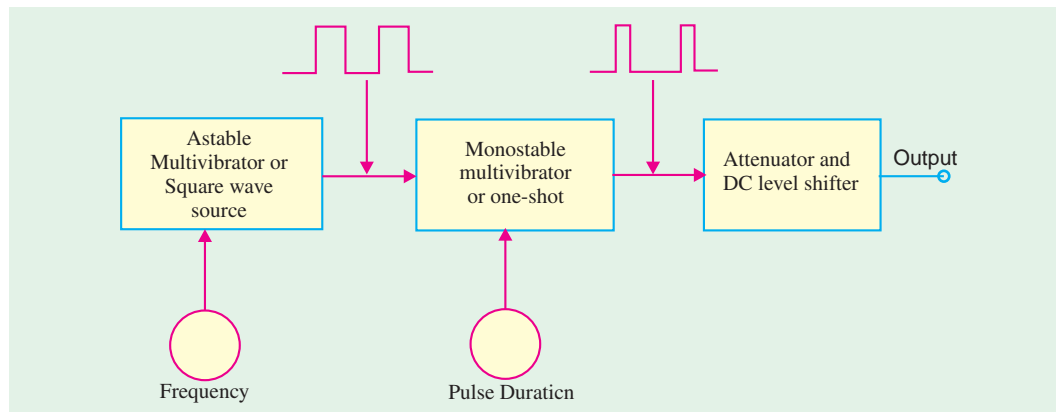 Astable
Multivibrator or
Square wave
source
Monostable
multivibrator
or one-shot
Attenuator and
DC level shifter
Output
Frequency
Pulse Duraticn